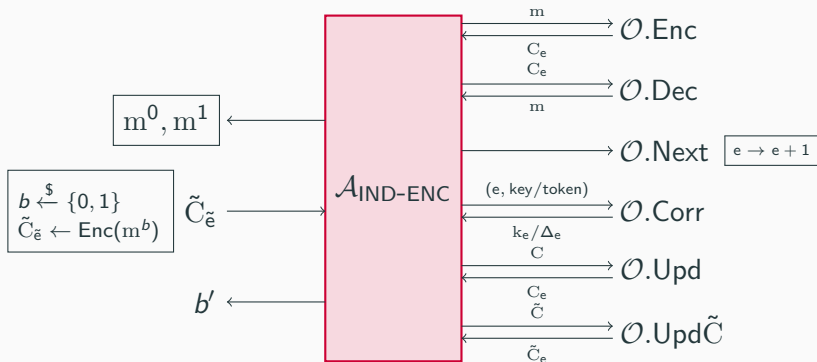 m
O.Enc
C_e
C_e
O.Dec
m
m^0, m^1
O.Next
e → e + 1
b ←$ {0, 1}
C̃_ẽ ← Enc(m^b)
C̃_ẽ
A_IND-ENC
(e, key/token)
O.Corr
k_e/Δ_e
C
O.Upd
C_e
b′
C̃
O.UpdC̃
C̃_e